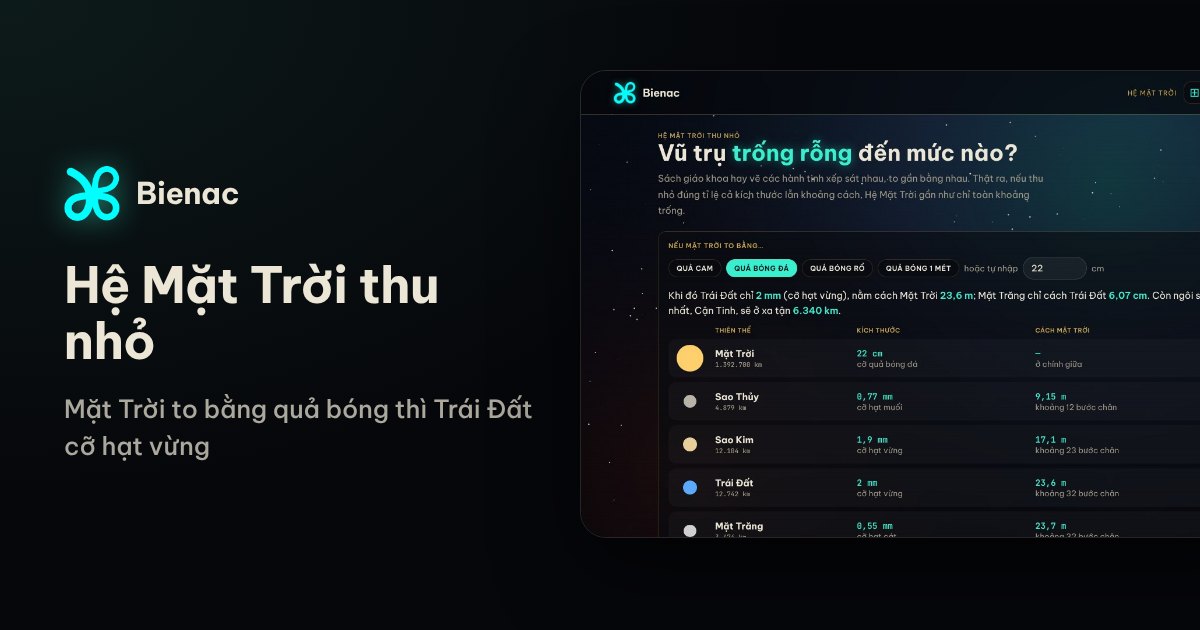 Bienac
Hệ Mặt Trời thu
nhỏ
Mặt Trời to bằng quả bóng thì Trái Đất
cỡ hạt vừng
Bienac
HỆ MẶT TRỜI
HỆ MẶT TRỜI THU NHỎ
Vũ trụ trống rỗng đến mức nào?
Sách giáo khoa hay vẽ các hành tinh xếp sát nhau, to gần bằng nhau. Thật ra, nếu thu
nhỏ đúng tỉ lệ cả kích thước lẫn khoảng cách, Hệ Mặt Trời gần như chỉ toàn khoảng
trống.
NẾU MẶT TRỜI TO BẰNG...
QUẢ CAM QUẢ BÓNG ĐÁ QUẢ BÓNG RỔ QUẢ BÓNG 1 MÉT hoặc tự nhập 22 cm
Khi đó Trái Đất chỉ 2 mm (cỡ hạt vừng), nằm cách Mặt Trời 23,6 m; Mặt Trăng chỉ cách Trái Đất 6,07 cm. Còn ngôi s
nhất, Cận Tinh, sẽ ở xa tận 6.340 km.
THIÊN THỂ KÍCH THƯỚC CÁCH MẶT TRỜI
Mặt Trời 22 cm —
1.392.700 km cỡ quả bóng đá ở chính giữa
Sao Thủy 0,77 mm 9,15 m
4.879 km cỡ hạt muối khoảng 12 bước chân
Sao Kim 1,9 mm 17,1 m
12.104 km cỡ hạt vừng khoảng 23 bước chân
Trái Đất 2 mm 23,6 m
12.742 km cỡ hạt vừng khoảng 32 bước chân
Mặt Trăng 0,55 mm 23,7 m
3.474 km cỡ hạt cát khoảng 32 bước chân